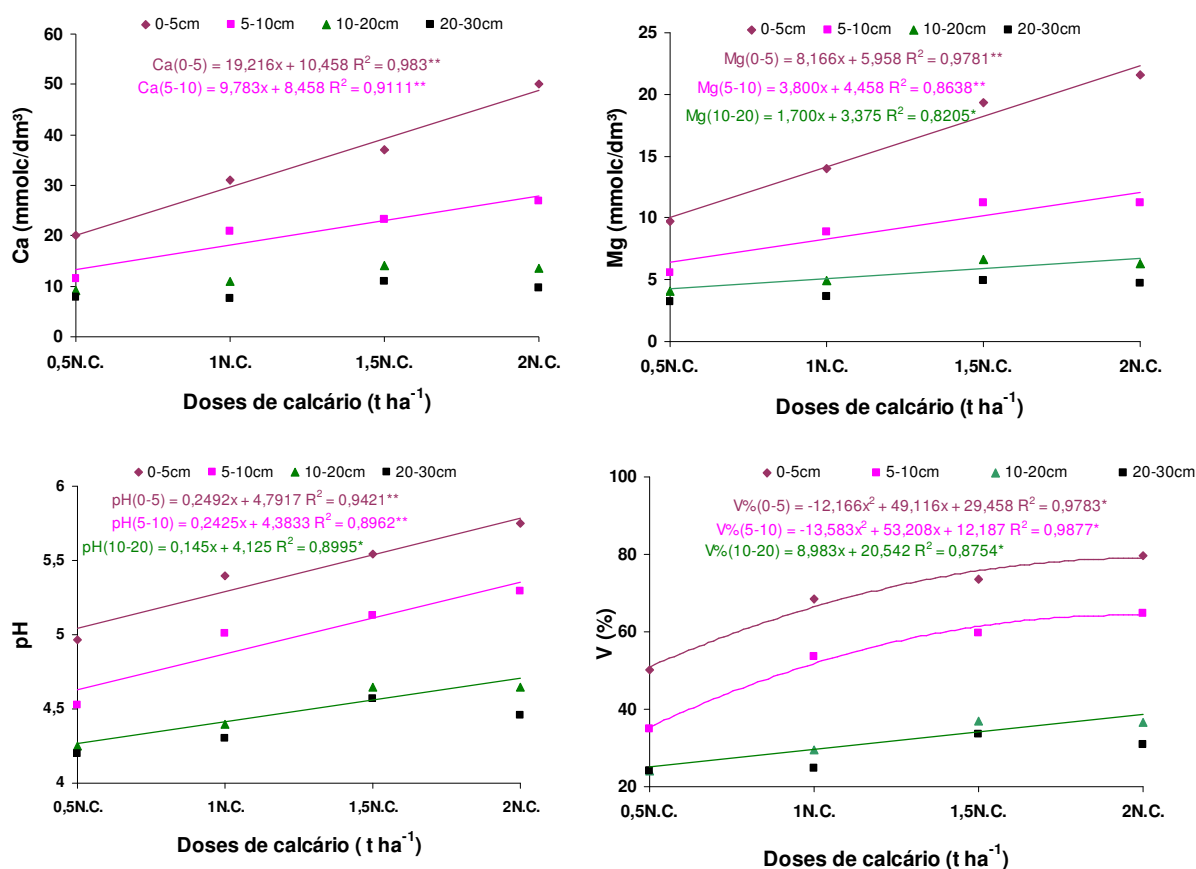 0-5cm 5-10cm 10-20cm 20-30cm
Ca(0-5) = 19,216x + 10,458 R² = 0,983**
Ca(5-10) = 9,783x + 8,458 R² = 0,9111**
60
50
40
30
20
10
0
Ca (mmolc/dm³)
0,5N.C. 1N.C. 1,5N.C. 2N.C.
Doses de calcário (t ha⁻¹)
0-5cm 5-10cm 10-20cm 20-30cm
Mg(0-5) = 8,166x + 5,958 R² = 0,9781**
Mg(5-10) = 3,800x + 4,458 R² = 0,8638**
Mg(10-20) = 1,700x + 3,375 R² = 0,8205*
25
20
15
10
5
0
Mg (mmolc/dm³)
0,5N.C. 1N.C. 1,5N.C. 2N.C.
Doses de calcário (t ha⁻¹)
0-5cm 5-10cm 10-20cm 20-30cm
pH(0-5) = 0,2492x + 4,7917 R² = 0,9421**
pH(5-10) = 0,2425x + 4,3833 R² = 0,8962**
pH(10-20) = 0,145x + 4,125 R² = 0,8995*
6
5,5
5
4,5
4
pH
0,5N.C. 1N.C. 1,5N.C. 2N.C.
Doses de calcário ( t ha⁻¹)
0-5cm 5-10cm 10-20cm 20-30cm
V%(0-5) = -12,166x² + 49,116x + 29,458 R² = 0,9783*
V%(5-10) = -13,583x² + 53,208x + 12,187 R² = 0,9877*
V%(10-20) = 8,983x + 20,542 R² = 0,8754*
100
80
60
40
20
V (%)
0,5N.C. 1N.C. 1,5N.C. 2N.C.
Doses de calcário (t ha⁻¹)